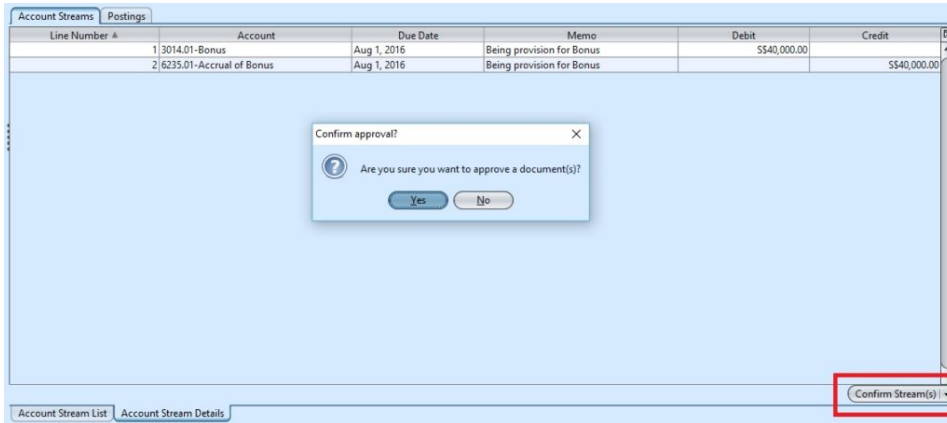 Account Streams Postings
Line Number Account Due Date Memo Debit Credit
1 3014.01-Bonus Aug 1, 2016 Being provision for Bonus S$40,000.00
2 6235.01-Accrual of Bonus Aug 1, 2016 Being provision for Bonus S$40,000.00
Confirm approval?
Are you sure you want to approve a document(s)?
Yes No
Confirm Stream(s)
Account Stream List Account Stream Details